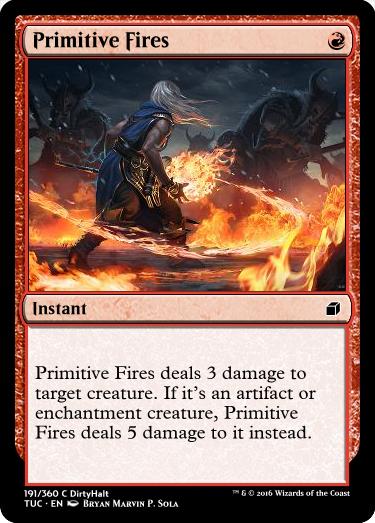 Primitive Fires
Instant
Primitive Fires deals 3 damage to
target creature. If it's an artifact or
enchantment creature, Primitive
Fires deals 5 damage to it instead.
191/360 C DirtyHalt
TUC • EN Bryan Marvin P. Sola
™ & © 2016 Wizards of the Coast